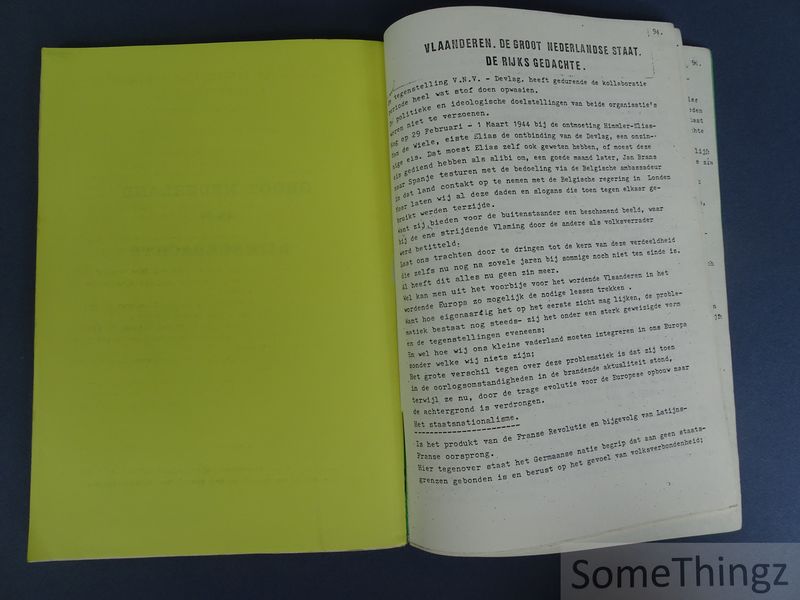 94.
VLAANDEREN. DE GROOT NEDERLANDSE STAAT.
DE RIJKS GEDACHTE.
tegenstelling V.N.V. - Devlag. heeft gedurende de kollaboratie
periode heel wat stof doen opwaaien.
De politieke en ideologische doelstellingen van beide organisatie's
waren niet te verzoenen.
Nog op 29 Februari - 1 Maart 1944 bij de ontmoeting Himmler-Elias-
Van de Wiele, eiste Elias de ontbinding van de Devlag, een onzin-
nige eis. Dat moest Elias zelf ook geweten hebben, of moest deze
eis gediend hebben als alibi om, een goede maand later, Jan Brans
naar Spanje testuren met de bedoeling via de Belgische ambassadeur
in dat land contakt op te nemen met de Belgische regering in Londen
Maar laten wij al deze daden en slogans die toen tegen elkaar ge-
bruikt werden terzijde.
Want zij bieden voor de buitenstaander een beschamend beeld, waar
bij de ene strijdende Vlaming door de andere als volksverrader
werd betitteld.
Laat ons trachten door te dringen tot de kern van deze verdeeldheid
die zelfs nu nog na zovele jaren bij sommige noch niet ten einde is.
Al heeft dit alles nu geen zin meer.
Wel kan men uit het voorbije voor het wordende Vlaanderen in het
wordende Europa zo mogelijk de nodige lessen trekken .
Want hoe eigenaardig het op het eerste zicht mag lijken, de proble-
matiek bestaat nog steeds- zij het onder een sterk geweizigde vorm
en de tegenstellingen eveneens;
En wel hoe wij ons kleine vaderland moeten integreren in ons Europa
zonder welke wij niets zijn;
Het grote verschil tegen over deze problematiek is dat zij toen
in de oorlogsomstandigheden in de brandende aktualiteit stond,
terwijl ze nu, door de trage evolutie voor de Europese opbouw naar
de achtergrond is verdrongen.
Het staatsnationalisme.
Is het produkt van de Franse Revolutie en bijgevolg van Latijns-
Franse oorsprong.
Hier tegenover staat het Germaanse natie begrip dat aan geen staats-
grenzen gebonden is en berust op het gevoel van volksverbondenheid;
SomeThingz